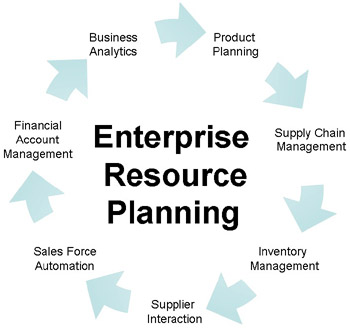 Business
Analytics
Product
Planning
Supply Chain
Management
Inventory
Management
Supplier
Interaction
Sales Force
Automation
Financial
Account
Management
Enterprise
Resource
Planning